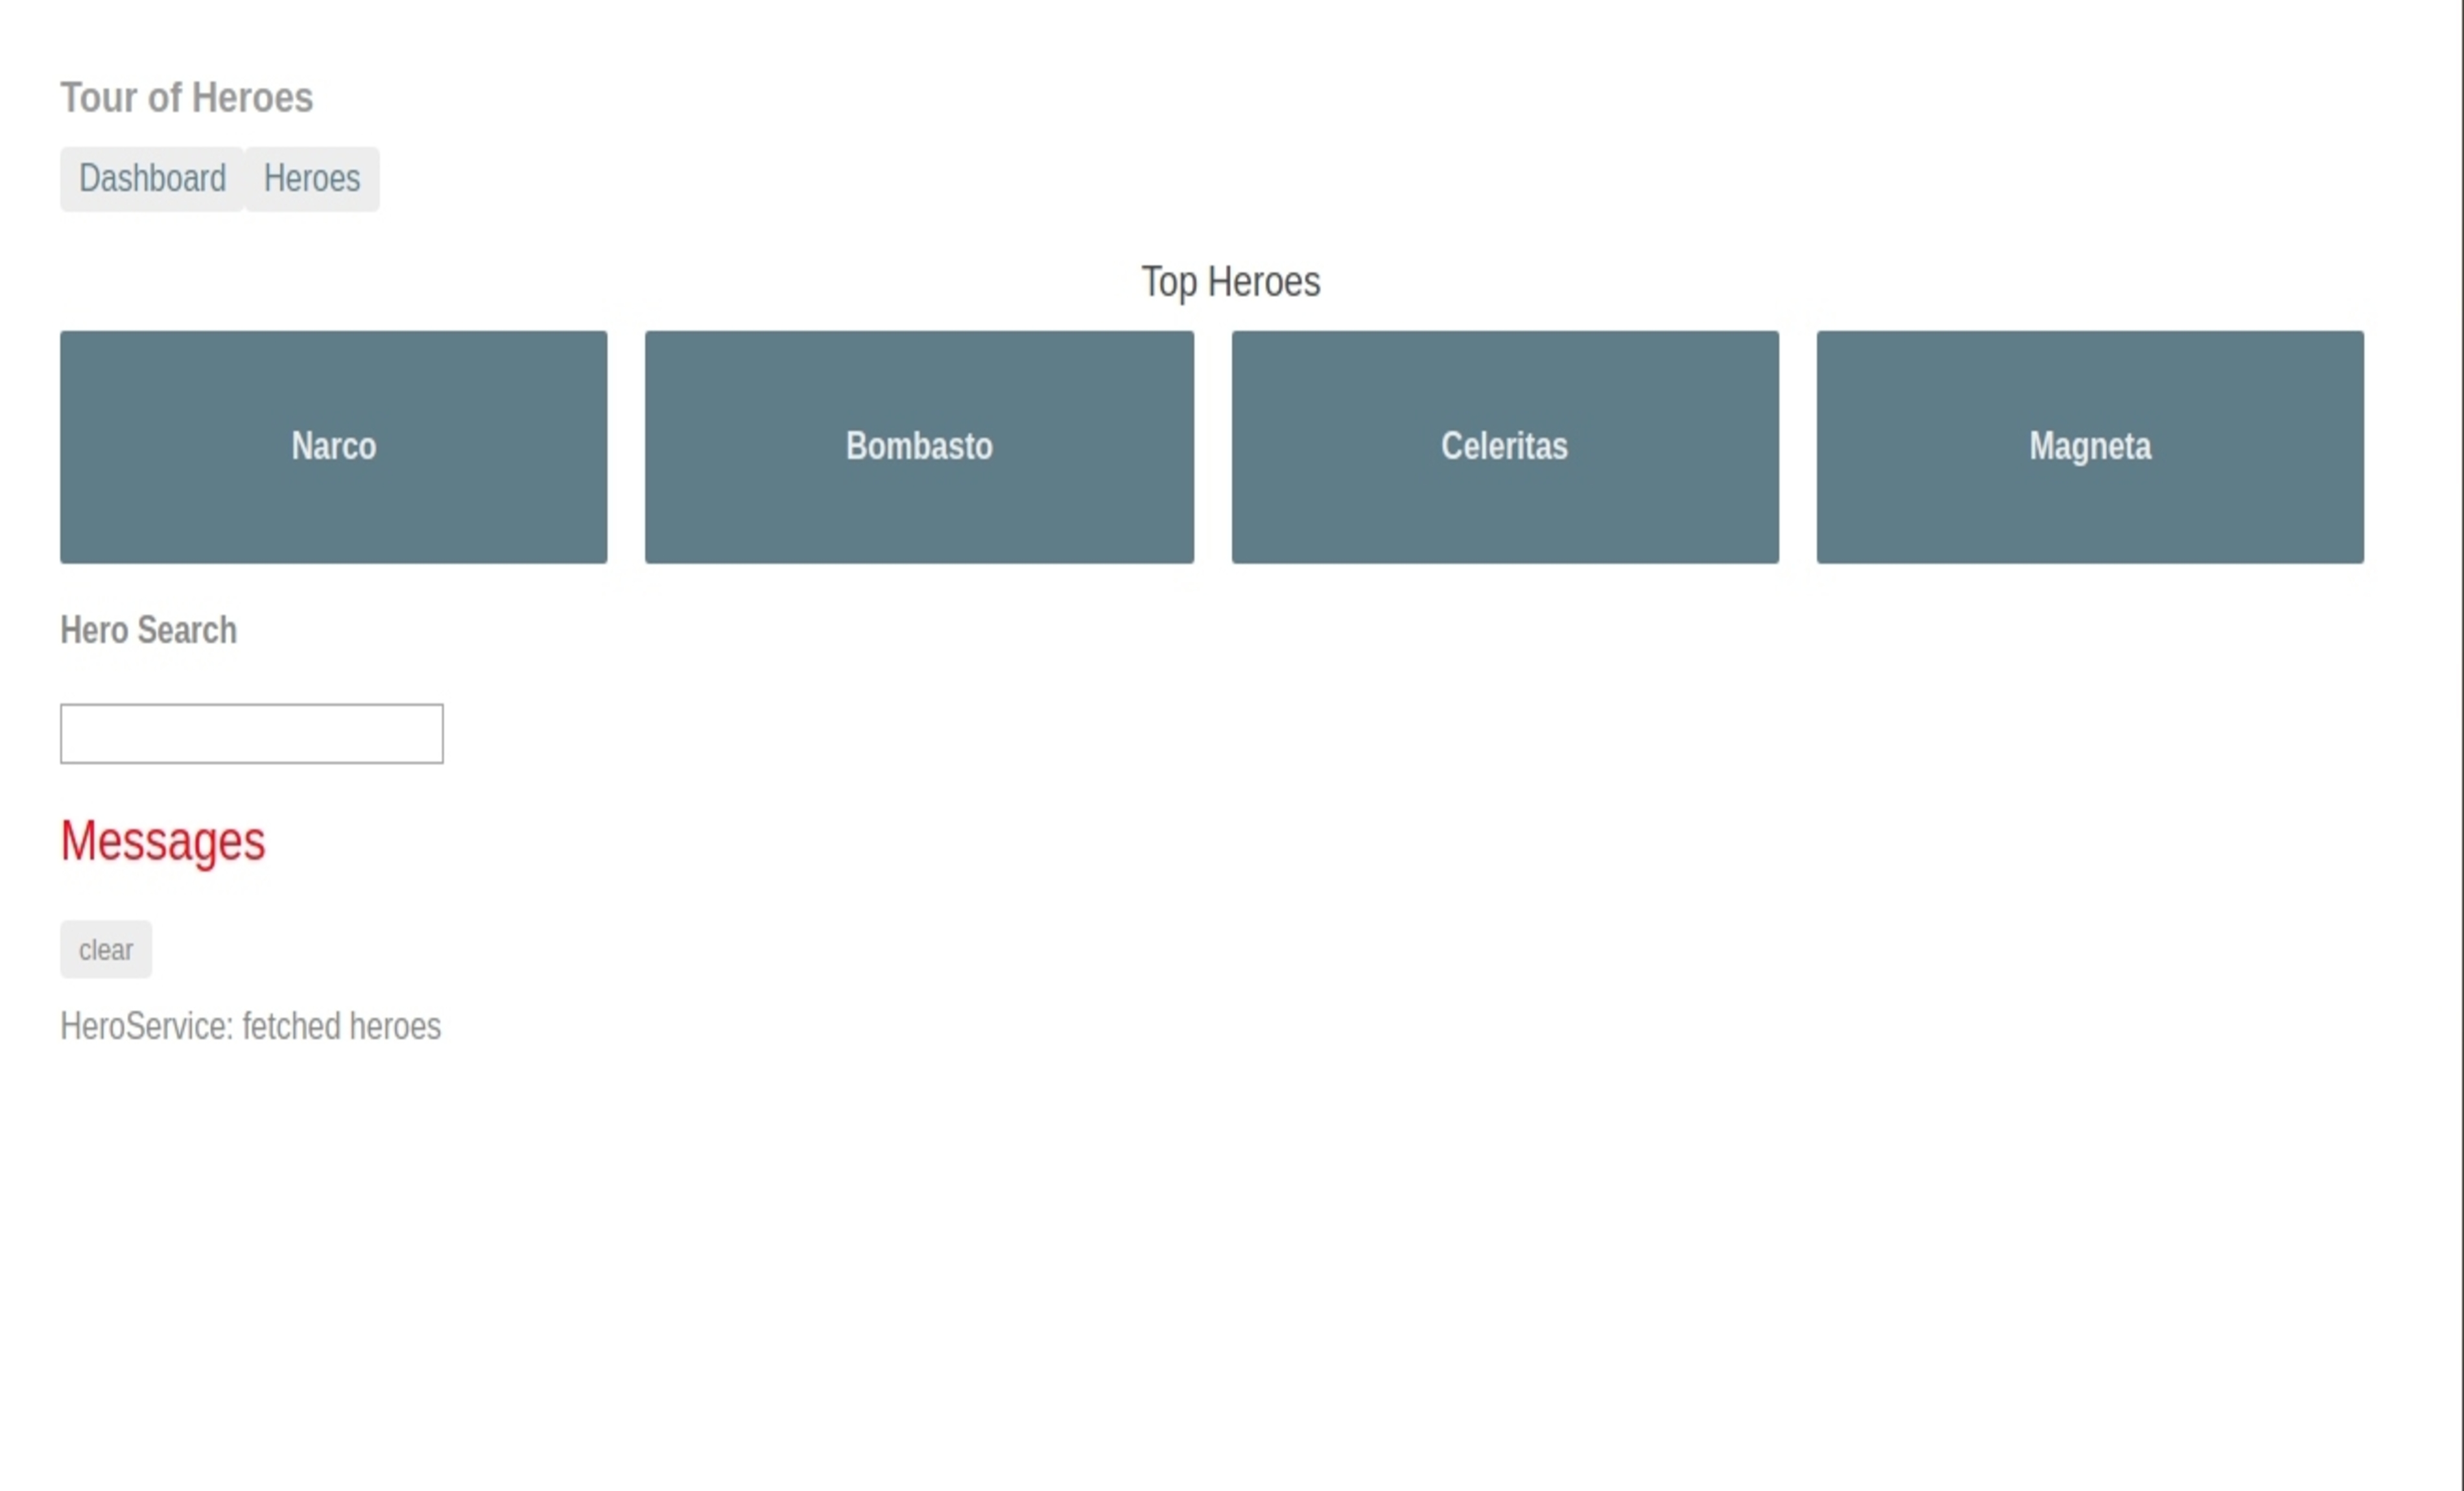 Tour of Heroes
Dashboard Heroes
Top Heroes
Narco Bombasto Celeritas Magneta
Hero Search
Messages
clear
HeroService: fetched heroes